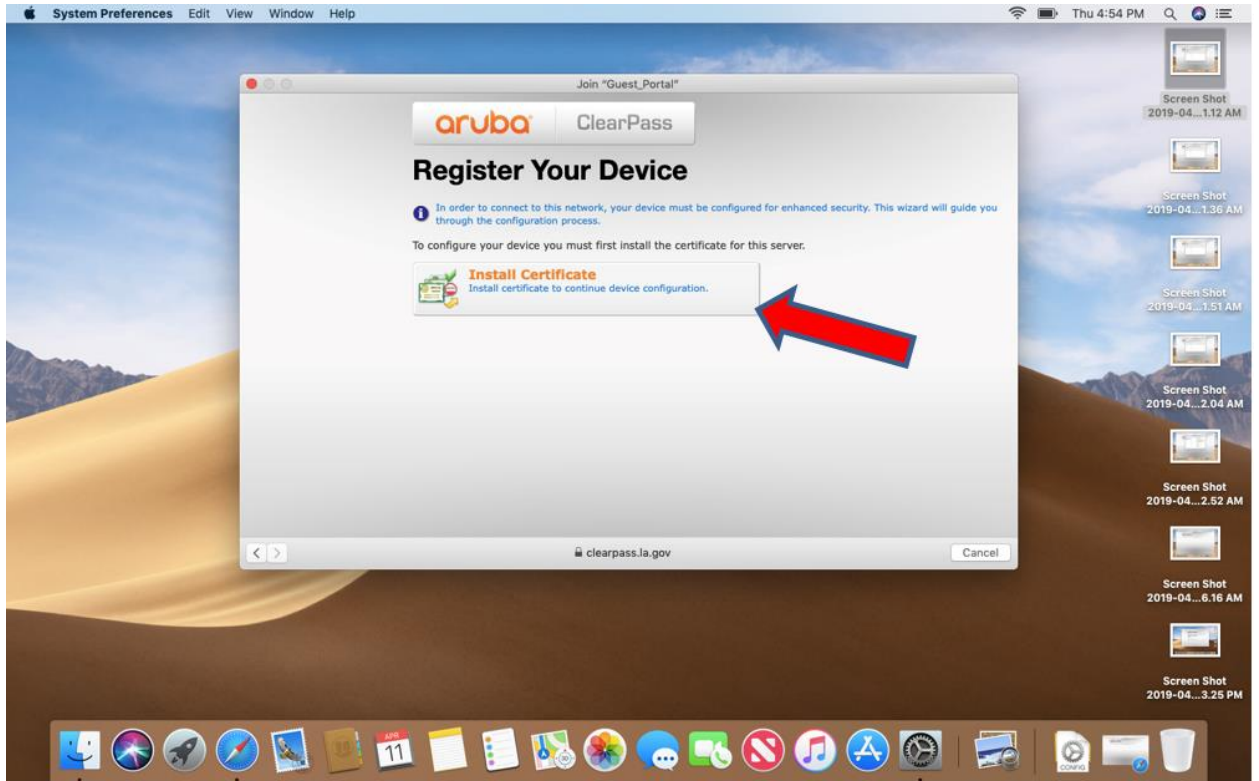 System Preferences Edit View Window Help Thu 4:54 PM
Join "Guest_Portal"
aruba ClearPass
Register Your Device
In order to connect to this network, your device must be configured for enhanced security. This wizard will guide you
through the configuration process.
To configure your device you must first install the certificate for this server.
Install Certificate
Install certificate to continue device configuration.
clearpass.la.gov Cancel
Screen Shot
2019-04...1.12 AM
Screen Shot
2019-04...1.36 AM
Screen Shot
2019-04...1.51 AM
Screen Shot
2019-04...2.04 AM
Screen Shot
2019-04...2.52 AM
Screen Shot
2019-04...6.16 AM
Screen Shot
2019-04...3.25 PM
APR
11
CONFIG